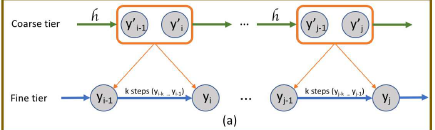 Coarse tier h y'i-1 y'i ... h y'j-1 y'j
Fine tier yi-1 k steps (yi-k ... yi-1) yi ... yj-1 k steps (yj-k ... yj-1) yj
(a)